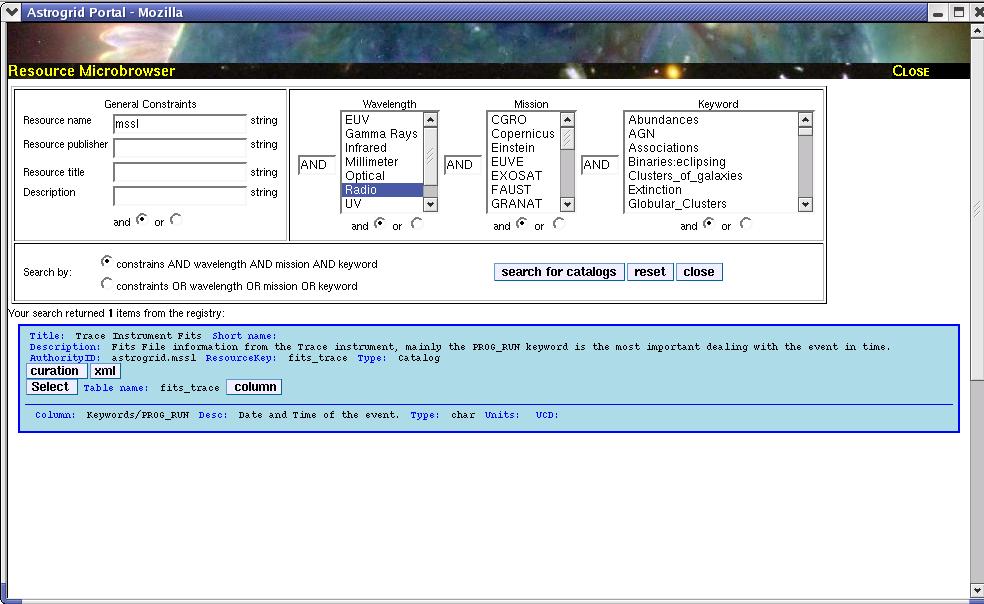 Astrogrid Portal - Mozilla
Resource Microbrowser
CLOSE
General Constraints
Resource name mssl string
Resource publisher string
Resource title string
Description string
and or
Wavelength
EUV
Gamma Rays
Infrared
Millimeter
Optical
Radio
UV
and or
Mission
CGRO
Copernicus
Einstein
EUVE
EXOSAT
FAUST
GRANAT
and or
Keyword
Abundances
AGN
Associations
Binaries:eclipsing
Clusters_of_galaxies
Extinction
Globular_Clusters
and or
AND AND AND
Search by:
constrains AND wavelength AND mission AND keyword
constraints OR wavelength OR mission OR keyword
search for catalogs reset close
Your search returned 1 items from the registry:
Title: Trace Instrument Fits Short name:
Description: Fits File information from the Trace instrument, mainly the PROG_RUN keyword is the most important dealing with the event in time.
AuthorityID: astrogrid.mssl ResourceKey: fits_trace Type: Catalog
curation xml
Select Table name: fits_trace column
Column: Keywords/PROG_RUN Desc: Date and Time of the event. Type: char Units: UCD: